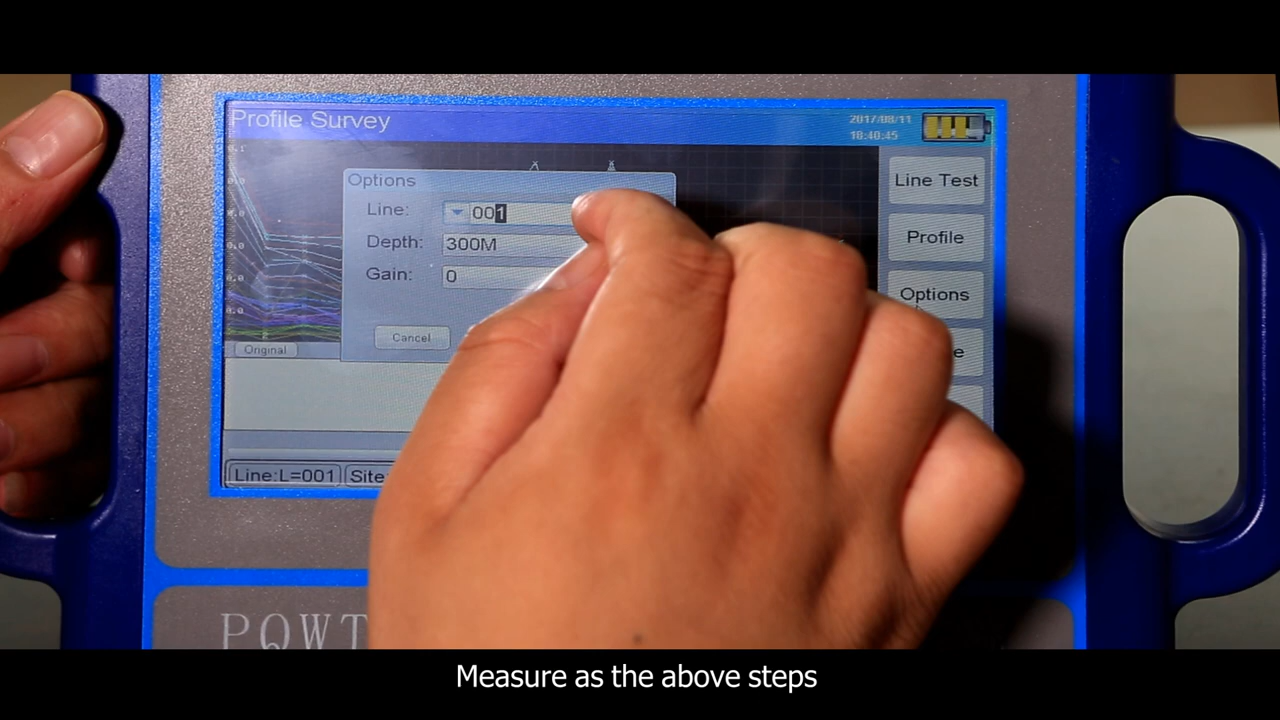 Profile Survey
2017/08/11
18:40:45
Line Test
Options
Line:
001
Profile
Depth:
300M
Gain:
0
Options
Cancel
Original
Line:L=001
Site:
PQWT
Measure as the above steps